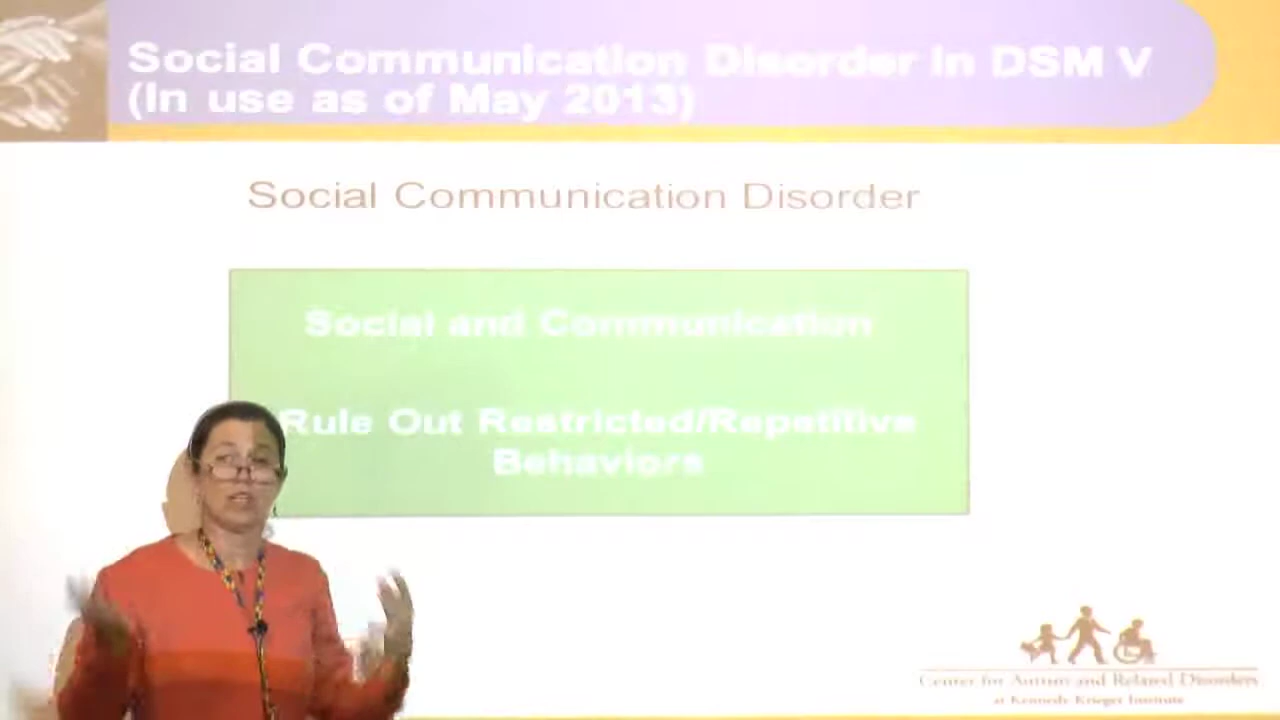 Social Communication Disorder in DSM V
(In use as of May 2013)
Social Communication Disorder
Social and Communication
Rule Out Restricted/Repetitive
Behaviors
Center for Autism and Related Disorders
at Kennedy Krieger Institute